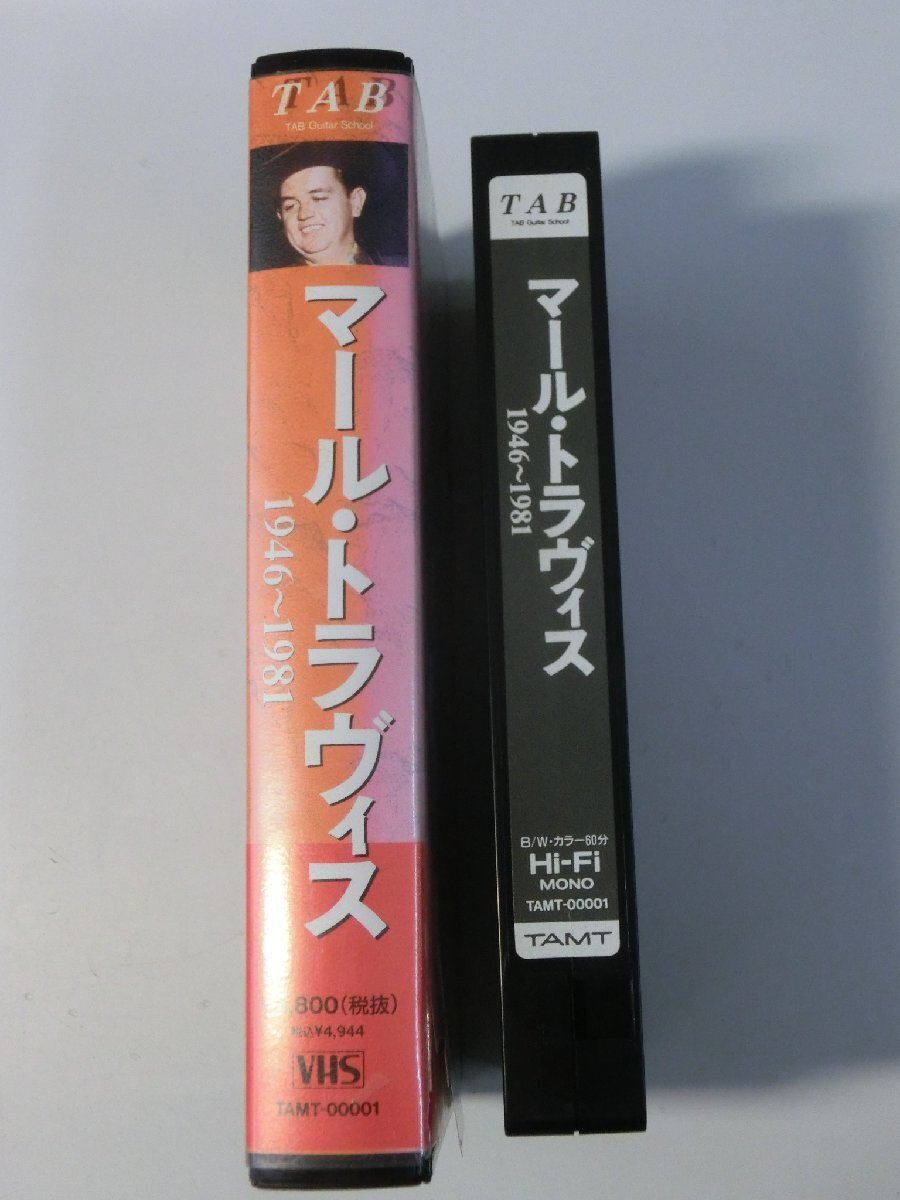 TAB
TAB Guitar School
マール・トラヴィス
1946~1981
,800(税抜)
税込¥4,944
VHS
TAMT-00001
TAB
TAB Guitar School
マール・トラヴィス
1946~1981
B/W・カラー60分
Hi-Fi
MONO
TAMT-00001
TAMT